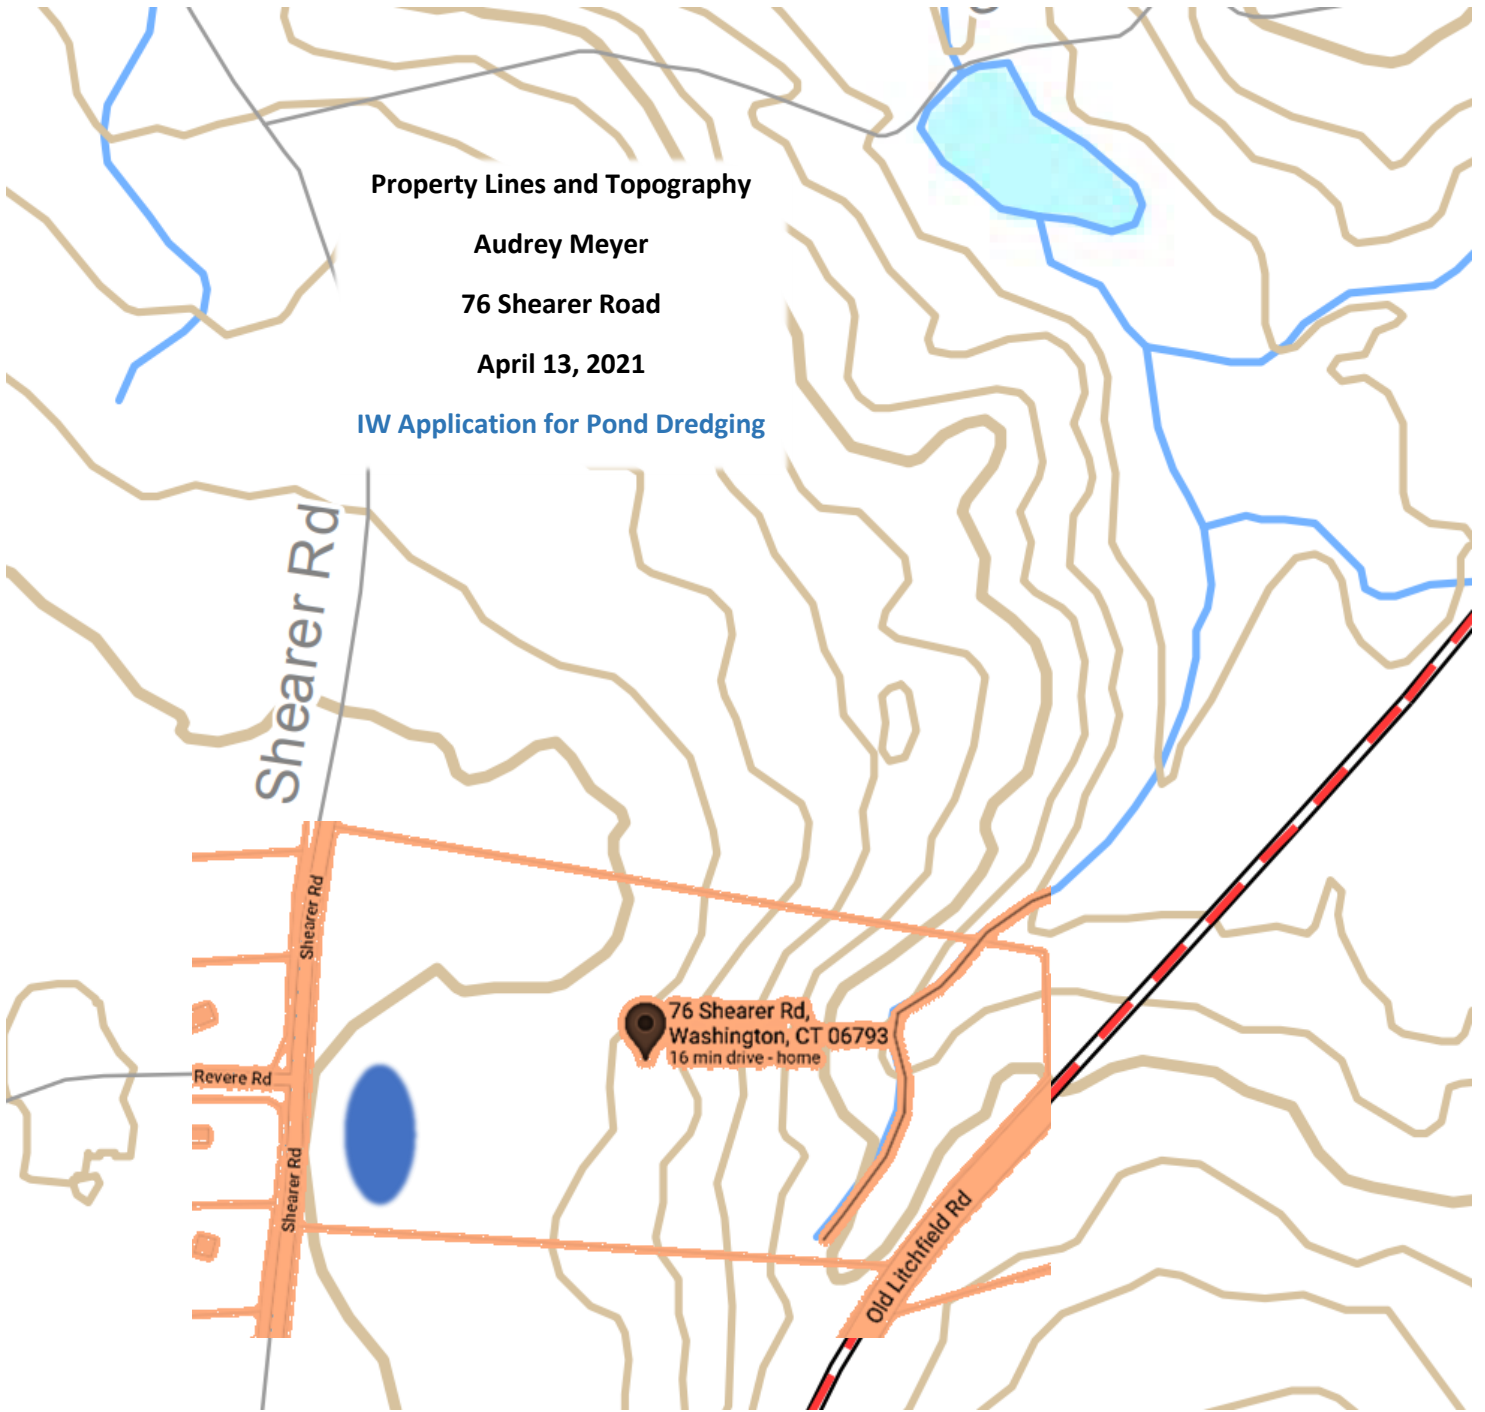 Property Lines and Topography
Audrey Meyer
76 Shearer Road
April 13, 2021
IW Application for Pond Dredging
Shearer Rd
Shearer Rd
76 Shearer Rd,
Washington, CT 06793
16 min drive - home
Revere Rd
Shearer Rd
Old Litchfield Rd